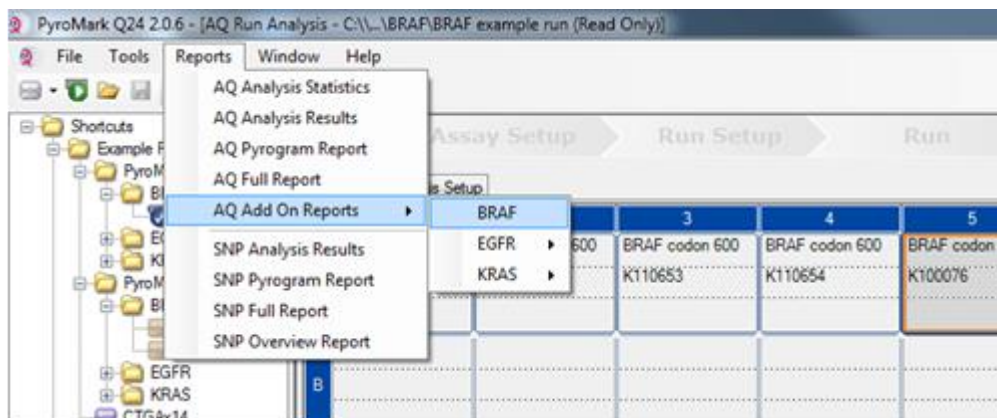 PyroMark Q24 2.0.6 - [AQ Run Analysis - C:\\...\BRAF\BRAF example run (Read Only)]
File Tools Reports Window Help
AQ Analysis Statistics
AQ Analysis Results
AQ Pyrogram Report
AQ Full Report
AQ Add On Reports
SNP Analysis Results
SNP Pyrogram Report
SNP Full Report
SNP Overview Report
BRAF
EGFR
KRAS
Shortcuts
Example
PyroM
EGFR
KRAS
CTGAx14
Assay Setup Run Setup Run
Setup
3 4 5
600 BRAF codon 600 BRAF codon 600 BRAF codon
K110653 K110654 K100076
B